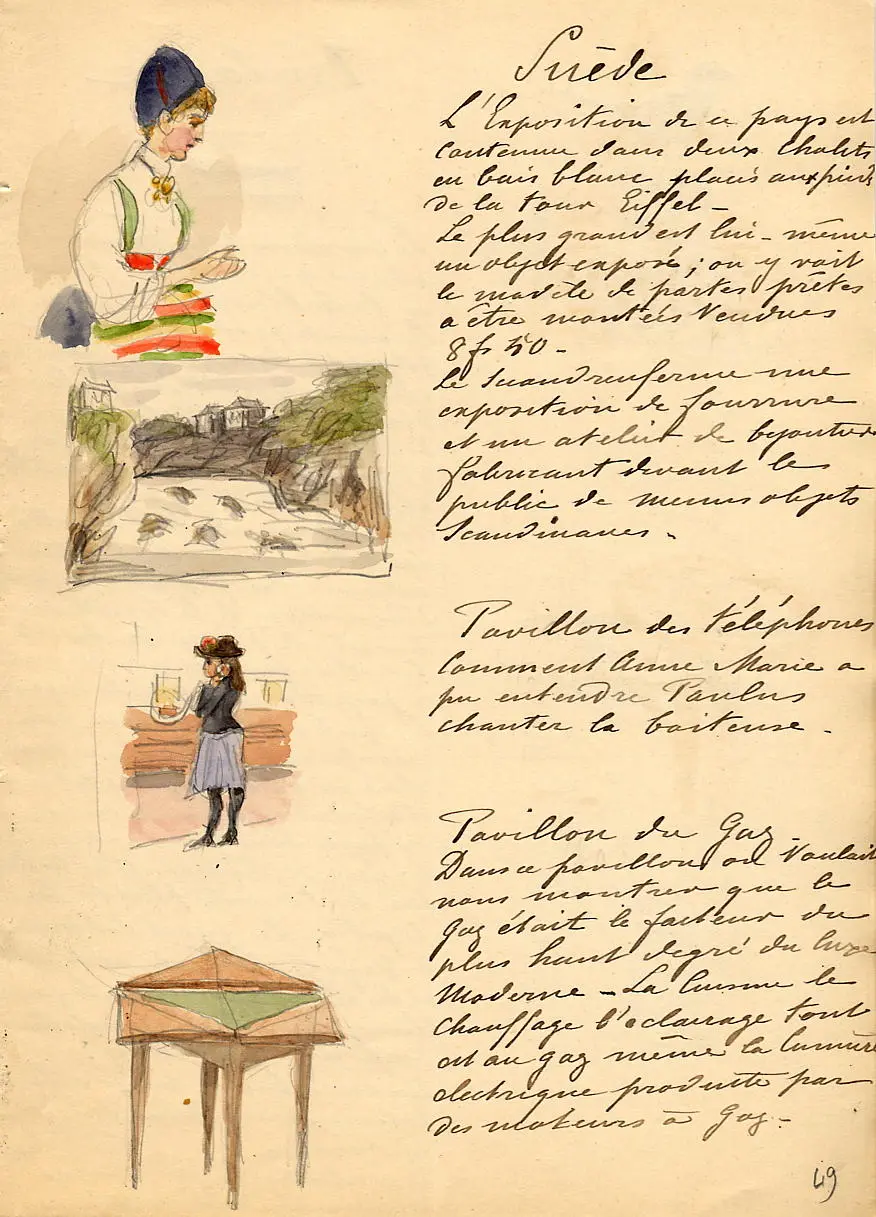 Suède
L'Exposition de ce pays est
contenue dans deux chalets
en bois blanc placés aux pieds
de la tour Eiffel -
Le plus grand est lui-même
un objet exposé ; on y voit
le modèle de portes prêtes
a être montées Vendues
8f 50 -
Le second renferme une
exposition de fourrure
et un atelier de bijoutier
fabricant devant le
public de menus objets
Scandinaves.
Pavillon des téléphones
Comment Anne Marie a
pu entendre Paulus
chanter la boiteuse.
Pavillon du Gaz.
Dans ce pavillon on voulait
nous montrer que le
Gaz était le facteur du
plus haut degré du luxe
Moderne - La Cuisine le
chauffage l'éclairage tout
est au gaz même la lumière
electrique produite par
des moteurs à Gaz.-
49